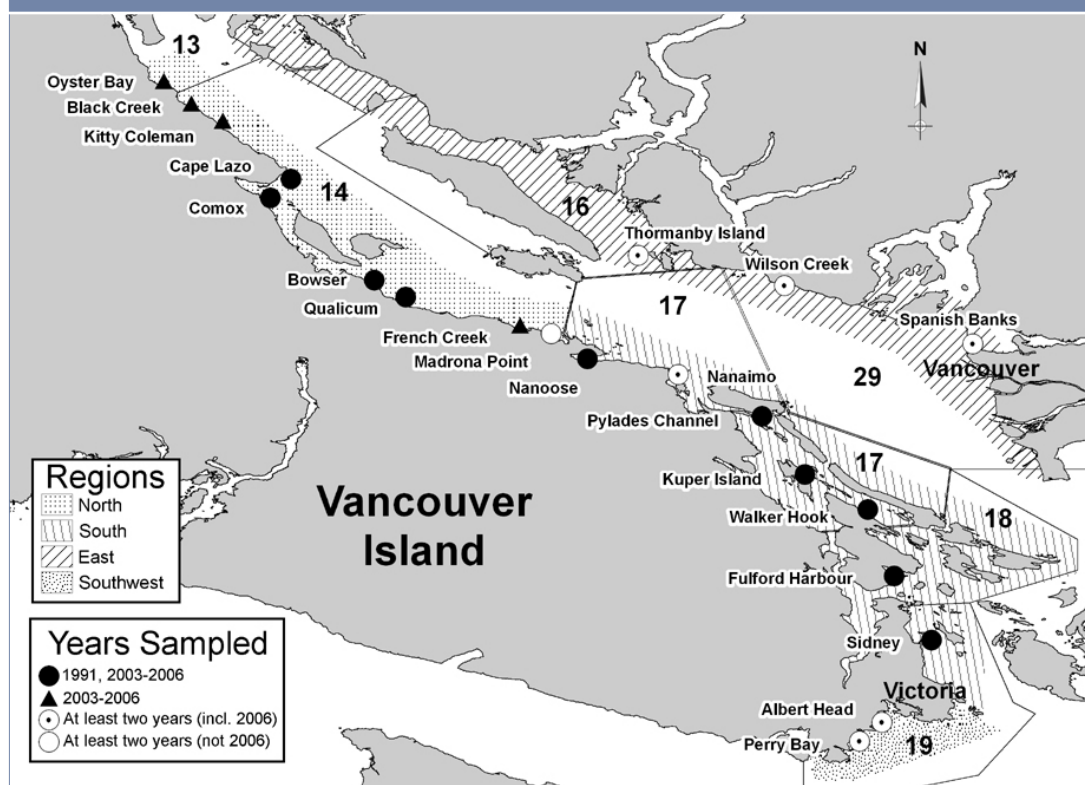 13
N
Oyster Bay
Black Creek
Kitty Coleman
Cape Lazo
14
Comox
16
Thormanby Island
Wilson Creek
Bowser
17
Qualicum
Spanish Banks
French Creek
Vancouver
Madrona Point
29
Nanoose
Nanaimo
Pylades Channel
17
Kuper Island
Regions
North
South
East
Southwest
Vancouver
Island
Walker Hook
18
Fulford Harbour
Years Sampled
1991, 2003-2006
2003-2006
At least two years (incl. 2006)
At least two years (not 2006)
Sidney
Victoria
Albert Head
Perry Bay
19